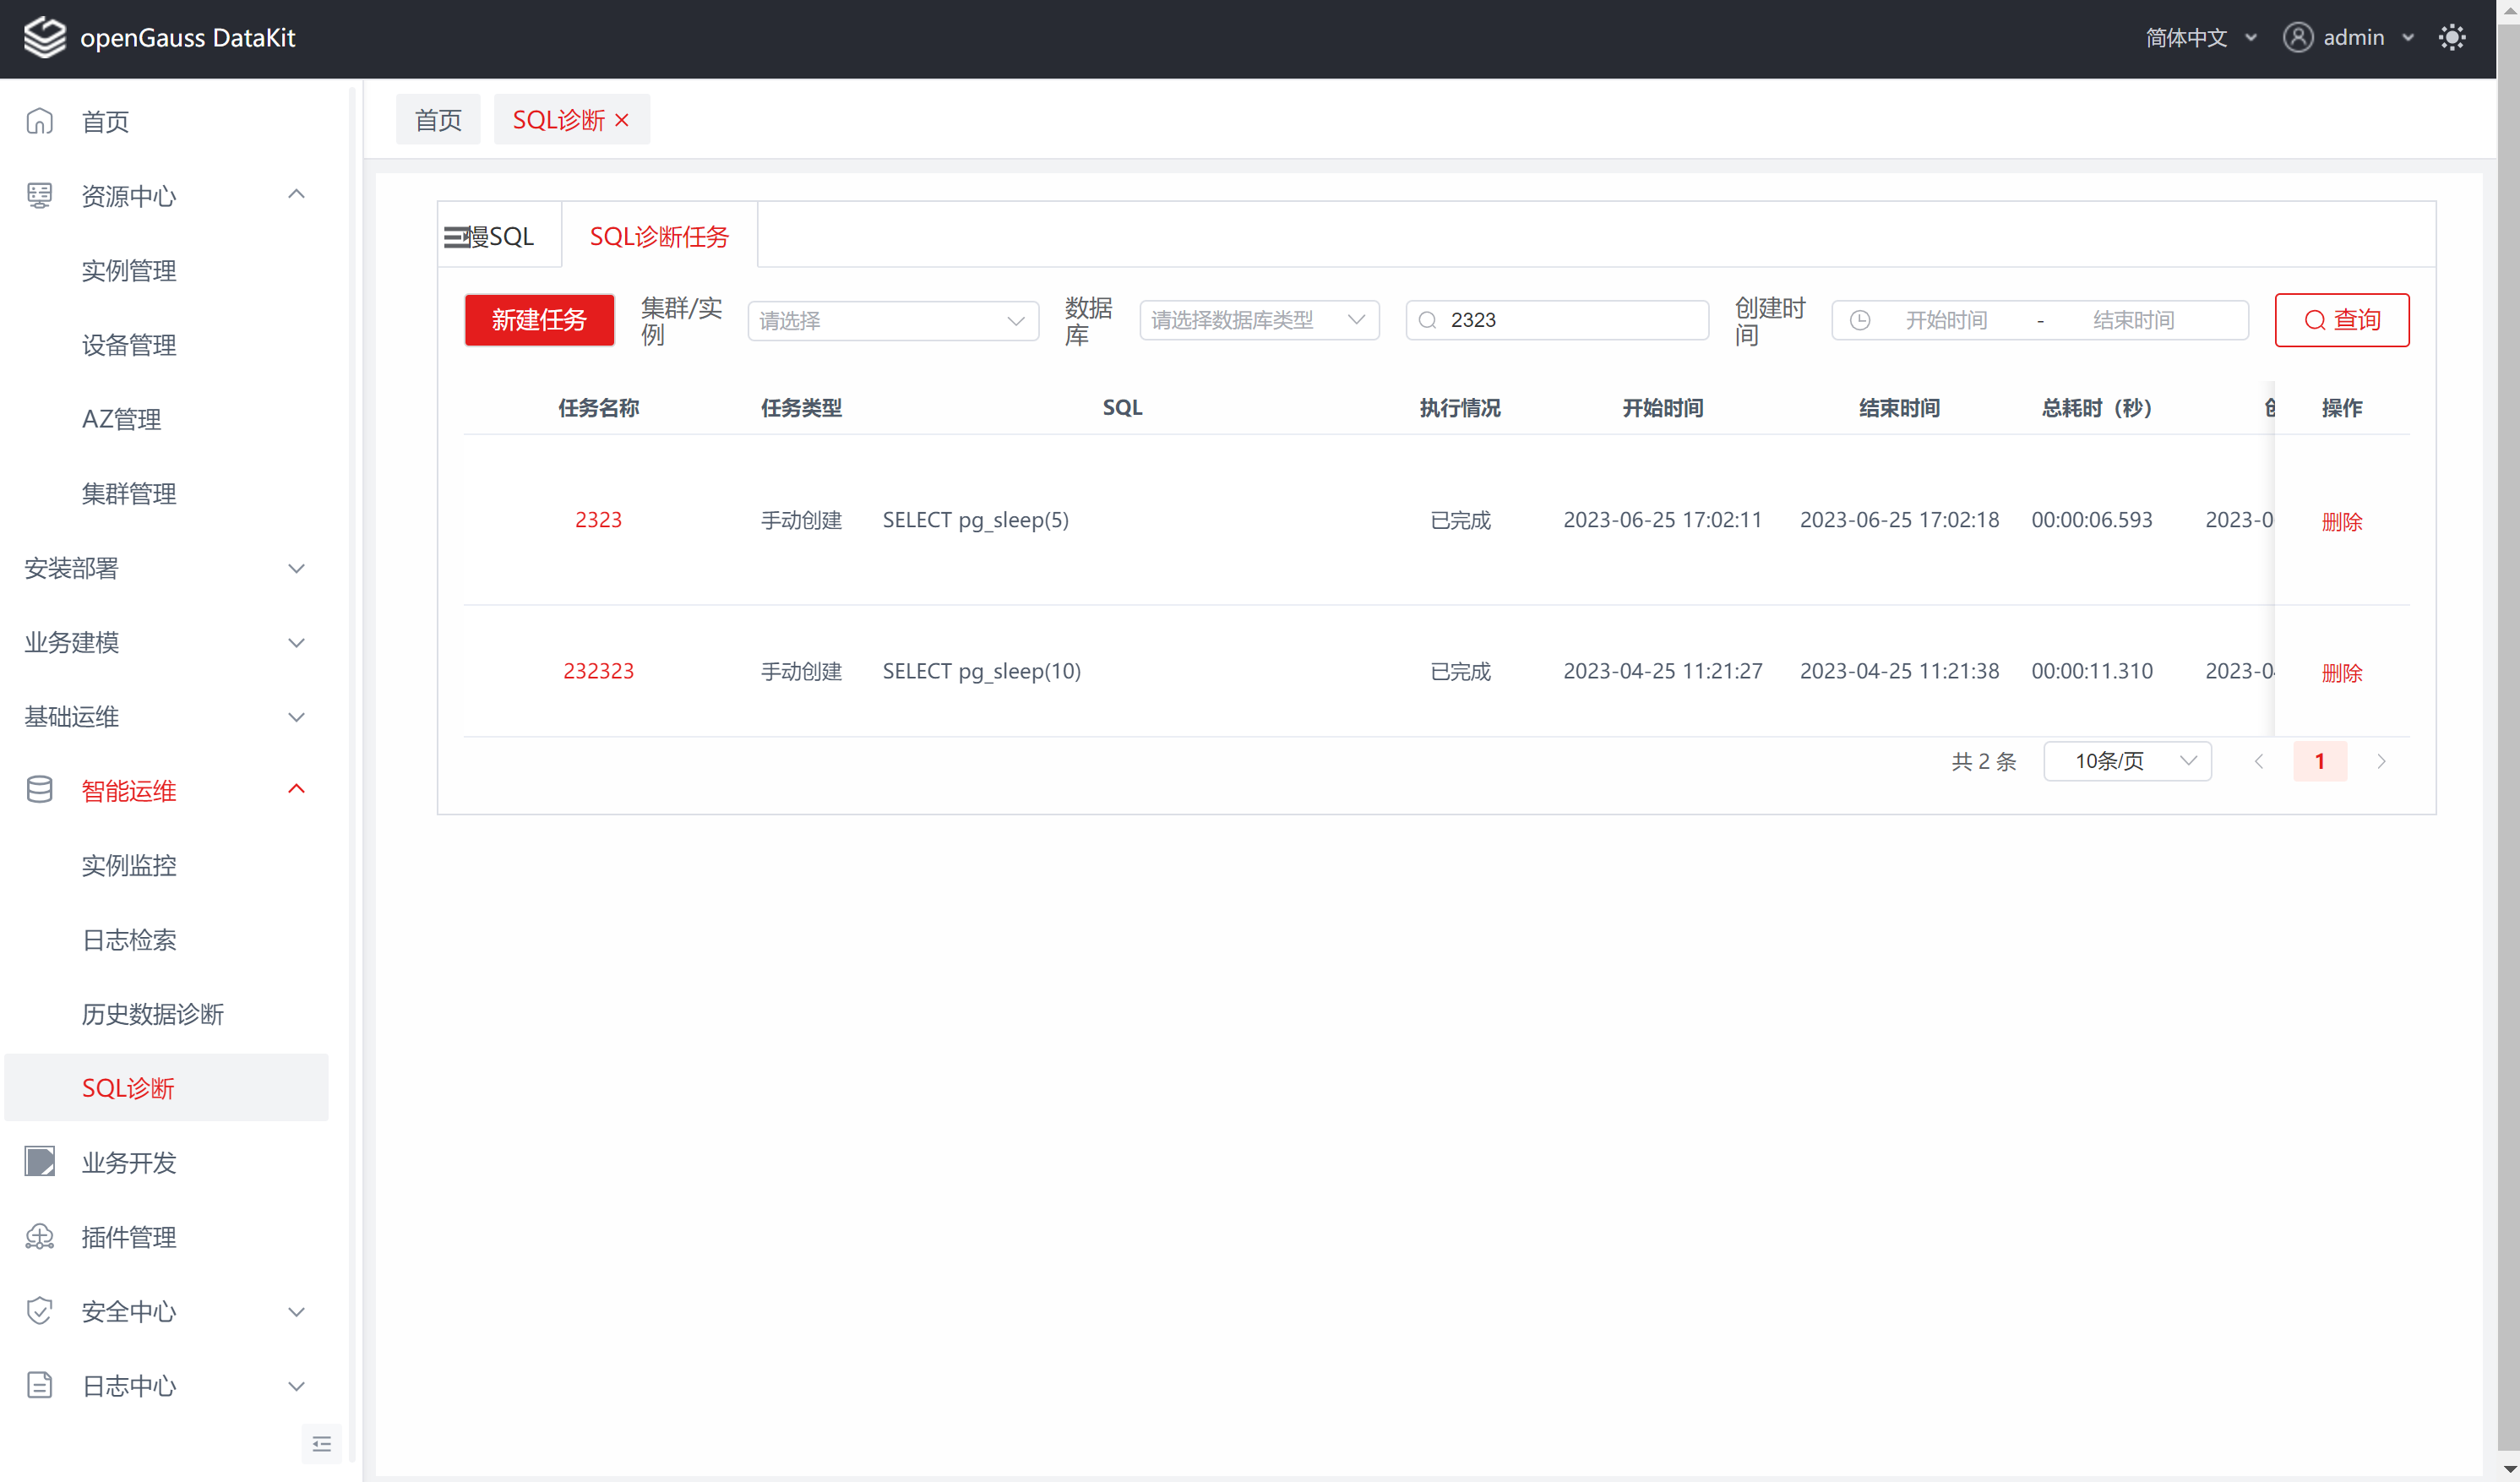 openGauss DataKit
简体中文
admin
首页
资源中心
实例管理
设备管理
AZ管理
集群管理
安装部署
业务建模
基础运维
智能运维
实例监控
日志检索
历史数据诊断
SQL诊断
业务开发
插件管理
安全中心
日志中心
首页
SQL诊断
慢SQL
SQL诊断任务
新建任务
集群/实
例
请选择
数据
库
请选择数据库类型
2323
创建时
间
开始时间 - 结束时间
查询
任务名称 任务类型 SQL 执行情况 开始时间 结束时间 总耗时（秒） 操作
2323 手动创建 SELECT pg_sleep(5) 已完成 2023-06-25 17:02:11 2023-06-25 17:02:18 00:00:06.593 2023-0 删除
232323 手动创建 SELECT pg_sleep(10) 已完成 2023-04-25 11:21:27 2023-04-25 11:21:38 00:00:11.310 2023-0 删除
共 2 条
10条/页
1